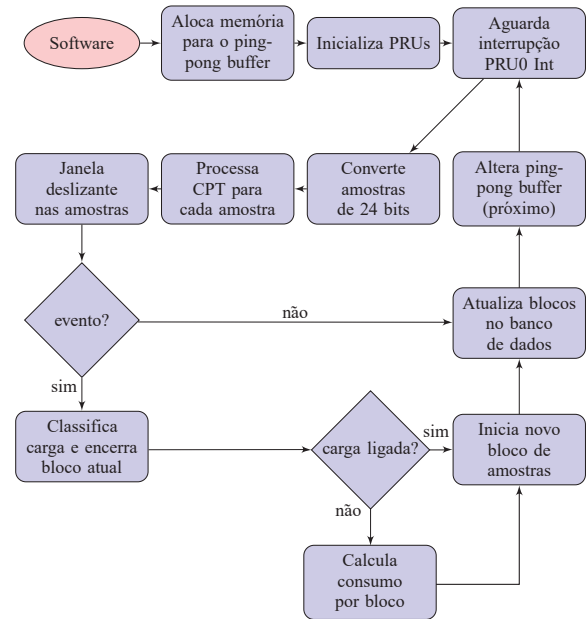 Software
Aloca memória
para o ping-
pong buffer
Inicializa PRUs
Aguarda
interrupção
PRU0 Int
Janela
deslizante
nas amostras
Processa
CPT para
cada amostra
Converte
amostras
de 24 bits
Altera ping-
pong buffer
(próximo)
evento?
não
Atualiza blocos
no banco
de dados
sim
Classifica
carga e encerra
bloco atual
carga ligada?
sim
Inicia novo
bloco de
amostras
não
Calcula
consumo
por bloco